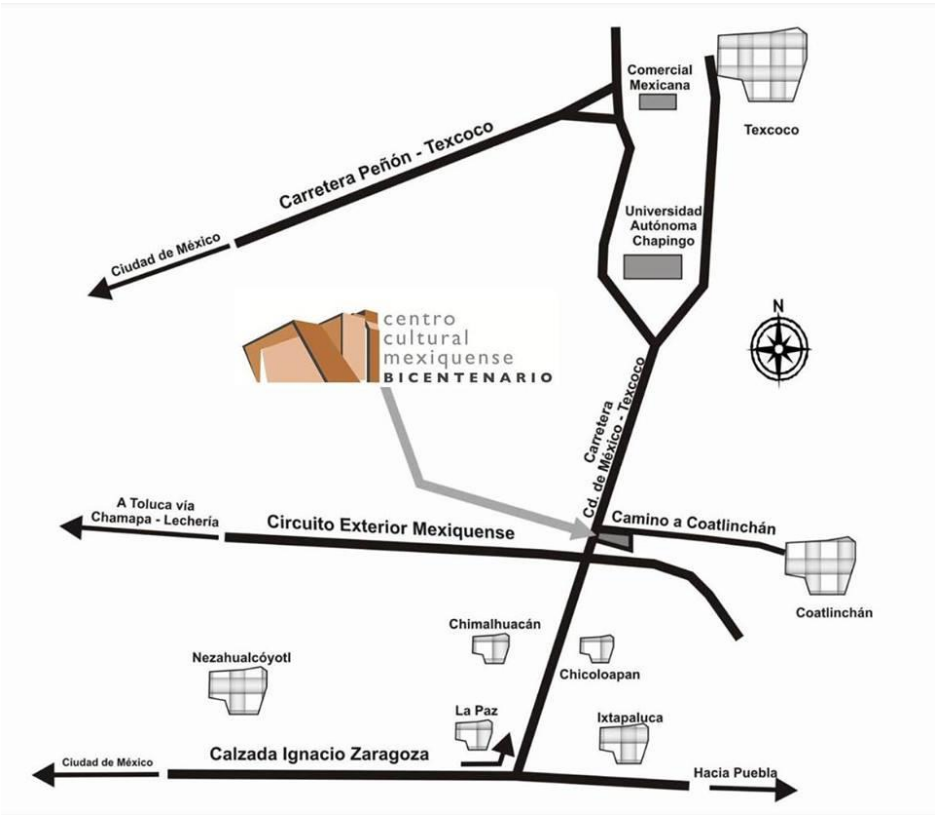 Comercial
Mexicana
Texcoco
Carretera Peñón - Texcoco
Universidad
Autónoma
Chapingo
Ciudad de México
N
centro
cultural
mexiquense
BICENTENARIO
Carretera
Cd. de México - Texcoco
A Toluca vía
Chamapa - Lechería
Circuito Exterior Mexiquense
Camino a Coatlinchán
Coatlinchán
Chimalhuacán
Nezahualcóyotl
Chicoloapan
La Paz
Ixtapaluca
Calzada Ignacio Zaragoza
Ciudad de México
Hacia Puebla